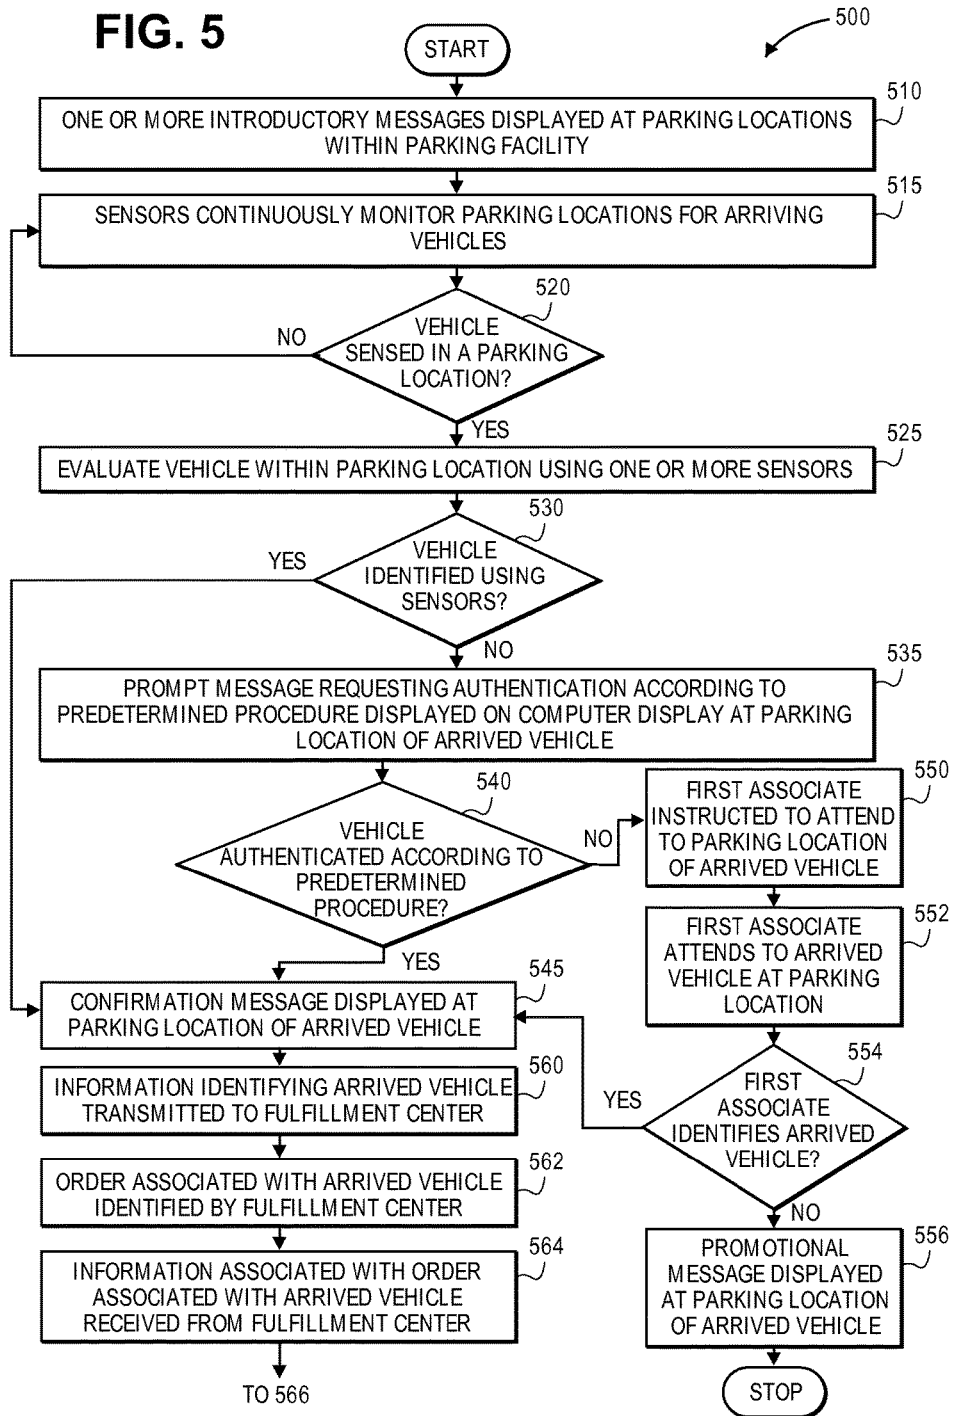 FIG. 5
500
START
510
ONE OR MORE INTRODUCTORY MESSAGES DISPLAYED AT PARKING LOCATIONS
WITHIN PARKING FACILITY
515
SENSORS CONTINUOUSLY MONITOR PARKING LOCATIONS FOR ARRIVING
VEHICLES
520
VEHICLE
SENSED IN A PARKING
LOCATION?
NO
YES
525
EVALUATE VEHICLE WITHIN PARKING LOCATION USING ONE OR MORE SENSORS
530
VEHICLE
IDENTIFIED USING
SENSORS?
YES
NO
535
PROMPT MESSAGE REQUESTING AUTHENTICATION ACCORDING TO
PREDETERMINED PROCEDURE DISPLAYED ON COMPUTER DISPLAY AT PARKING
LOCATION OF ARRIVED VEHICLE
540
VEHICLE
AUTHENTICATED ACCORDING TO
PREDETERMINED
PROCEDURE?
NO
YES
550
FIRST ASSOCIATE
INSTRUCTED TO ATTEND
TO PARKING LOCATION
OF ARRIVED VEHICLE
552
FIRST ASSOCIATE
ATTENDS TO ARRIVED
VEHICLE AT PARKING
LOCATION
545
CONFIRMATION MESSAGE DISPLAYED AT
PARKING LOCATION OF ARRIVED VEHICLE
554
FIRST
ASSOCIATE
IDENTIFIES ARRIVED
VEHICLE?
YES
NO
560
INFORMATION IDENTIFYING ARRIVED VEHICLE
TRANSMITTED TO FULFILLMENT CENTER
562
ORDER ASSOCIATED WITH ARRIVED VEHICLE
IDENTIFIED BY FULFILLMENT CENTER
564
INFORMATION ASSOCIATED WITH ORDER
ASSOCIATED WITH ARRIVED VEHICLE
RECEIVED FROM FULFILLMENT CENTER
TO 566
556
PROMOTIONAL
MESSAGE DISPLAYED
AT PARKING LOCATION
OF ARRIVED VEHICLE
STOP